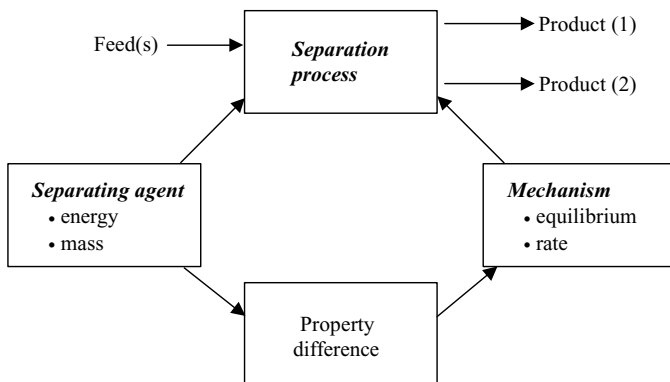 Feed(s)
Separation
process
Product (1)
Product (2)
Separating agent
• energy
• mass
Mechanism
• equilibrium
• rate
Property
difference